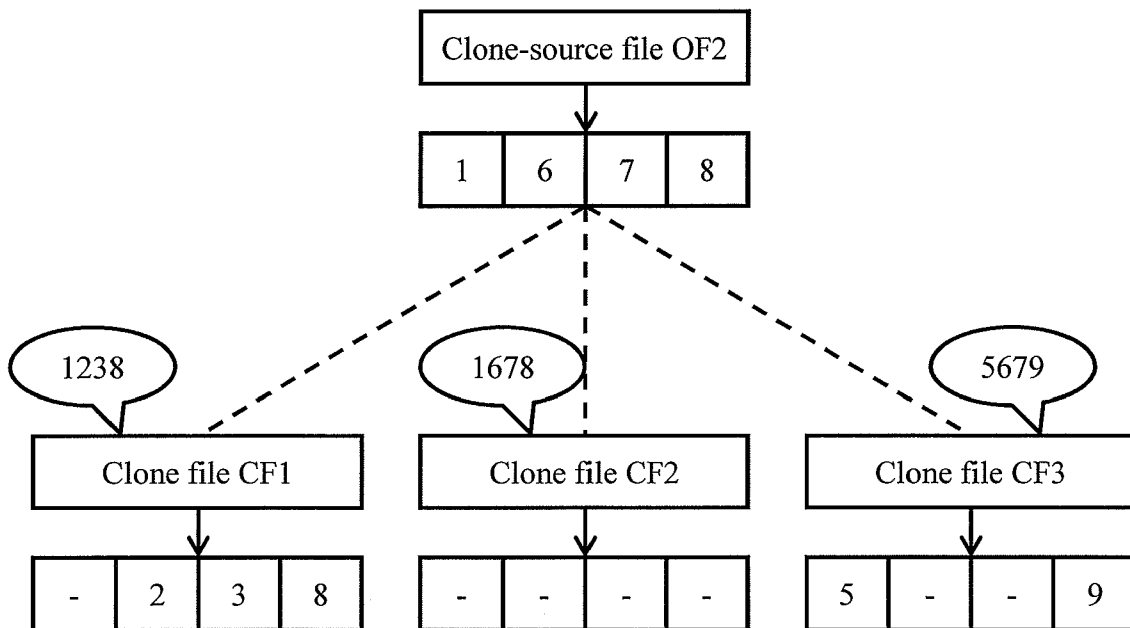 Clone-source file OF2
1 6 7 8
1238 1678 5679
Clone file CF1 Clone file CF2 Clone file CF3
- 2 3 8 - - - - 5 - - 9